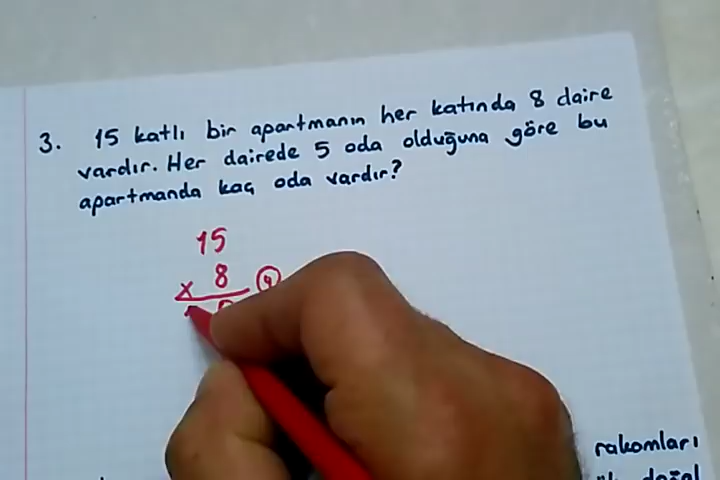 3. 15 katlı bir apartmanın her katında 8 daire
vardır. Her dairede 5 oda olduğuna göre bu
apartmanda kaç oda vardır?
15
x 8 4
rakamları